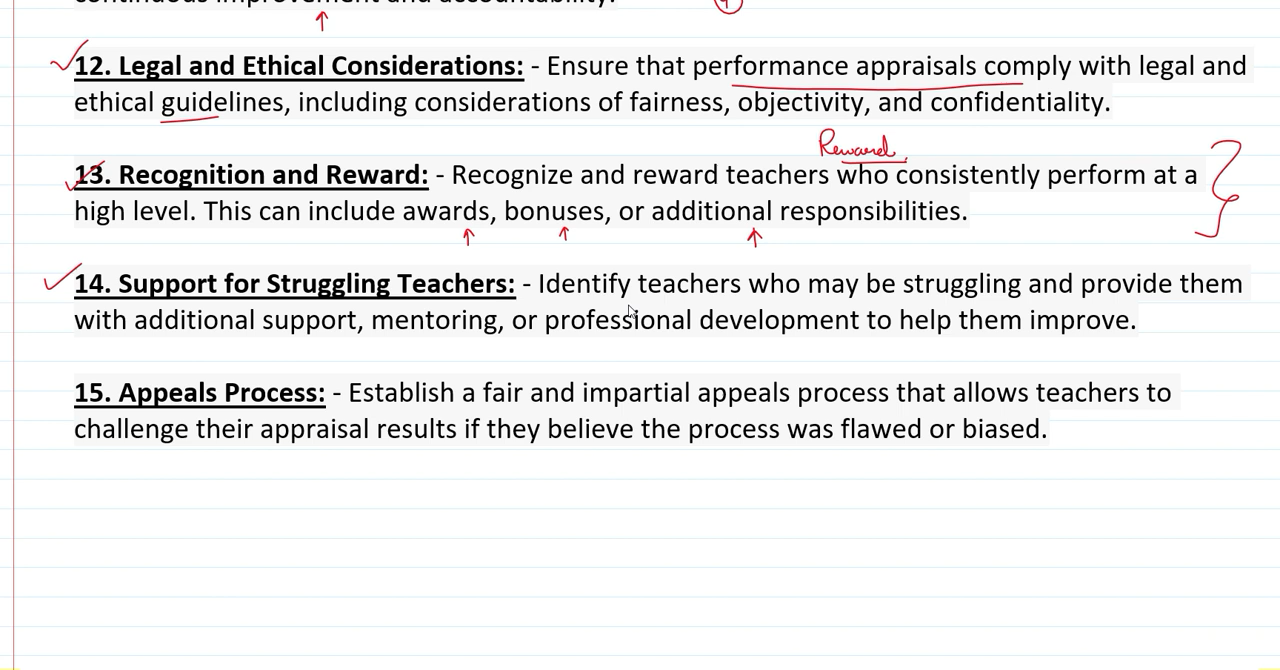 continuous improvement and accountability.
12. Legal and Ethical Considerations: - Ensure that performance appraisals comply with legal and
ethical guidelines, including considerations of fairness, objectivity, and confidentiality.
Reward
13. Recognition and Reward: - Recognize and reward teachers who consistently perform at a
high level. This can include awards, bonuses, or additional responsibilities.
14. Support for Struggling Teachers: - Identify teachers who may be struggling and provide them
with additional support, mentoring, or professional development to help them improve.
15. Appeals Process: - Establish a fair and impartial appeals process that allows teachers to
challenge their appraisal results if they believe the process was flawed or biased.